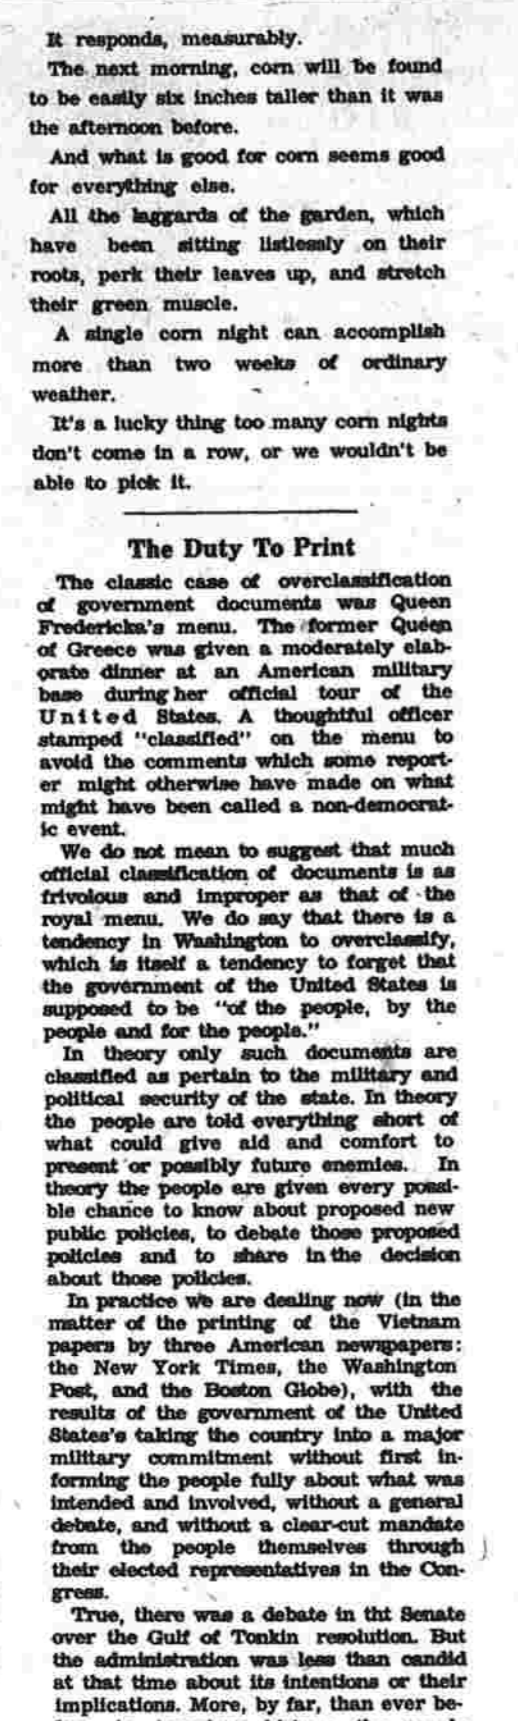 It responds, measurably.
The next morning, corn will be found
to be easily six inches taller than it was
the afternoon before.
And what is good for corn seems good
for everything else.
All the laggards of the garden, which
have been sitting listlessly on their
roots, perk their leaves up, and stretch
their green muscle.
A single corn night can accomplish
more than two weeks of ordinary
weather.
It's a lucky thing too many corn nights
don't come in a row, or we wouldn't be
able to pick it.
The Duty To Print
The classic case of overclassification
of government documents was Queen
Fredericka's menu. The former Queen
of Greece was given a moderately elab-
orate dinner at an American military
base during her official tour of the
United States. A thoughtful officer
stamped "classified" on the menu to
avoid the comments which some report-
er might otherwise have made on what
might have been called a non-democrat-
ic event.
We do not mean to suggest that much
official classification of documents is as
frivolous and improper as that of the
royal menu. We do say that there is a
tendency in Washington to overclassify,
which is itself a tendency to forget that
the government of the United States is
supposed to be "of the people, by the
people and for the people."
In theory only such documents are
classified as pertain to the military and
political security of the state. In theory
the people are told everything short of
what could give aid and comfort to
present or possibly future enemies. In
theory the people are given every possi-
ble chance to know about proposed new
public policies, to debate those proposed
policies and to share in the decision
about those policies.
In practice we are dealing now (in the
matter of the printing of the Vietnam
papers by three American newspapers:
the New York Times, the Washington
Post, and the Boston Globe), with the
results of the government of the United
States's taking the country into a major
military commitment without first in-
forming the people fully about what was
intended and involved, without a general
debate, and without a clear-cut mandate
from the people themselves through
their elected representatives in the Con-
gress.
True, there was a debate in tht Senate
over the Gulf of Tonkin resolution. But
the administration was less than candid
at that time about its intentions or their
implications. More, by far, than ever be-